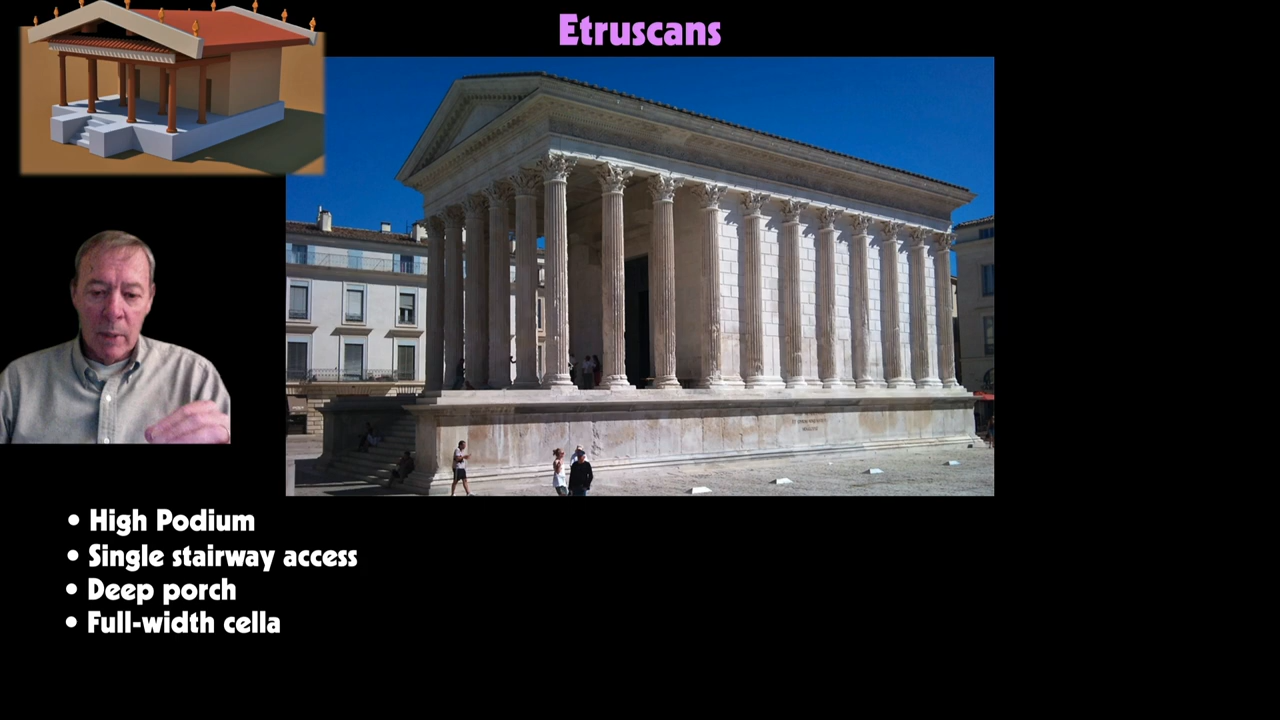 Etruscans
• High Podium
• Single stairway access
• Deep porch
• Full-width cella